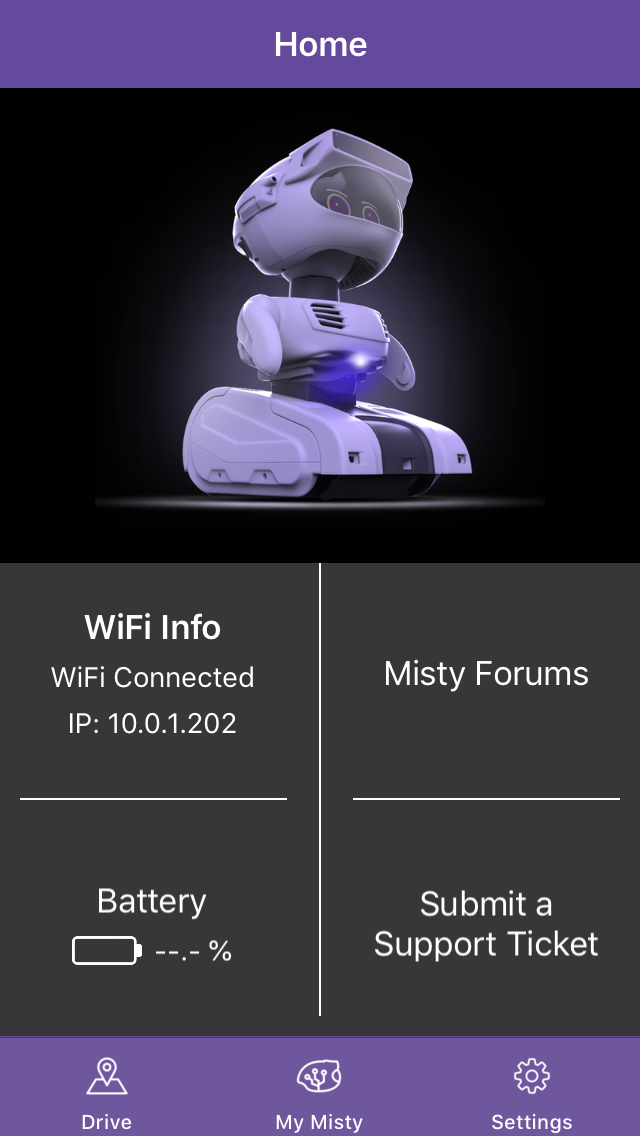 Home
WiFi Info
WiFi Connected
IP: 10.0.1.202
Misty Forums
Battery
--.- %
Submit a
Support Ticket
Drive
My Misty
Settings